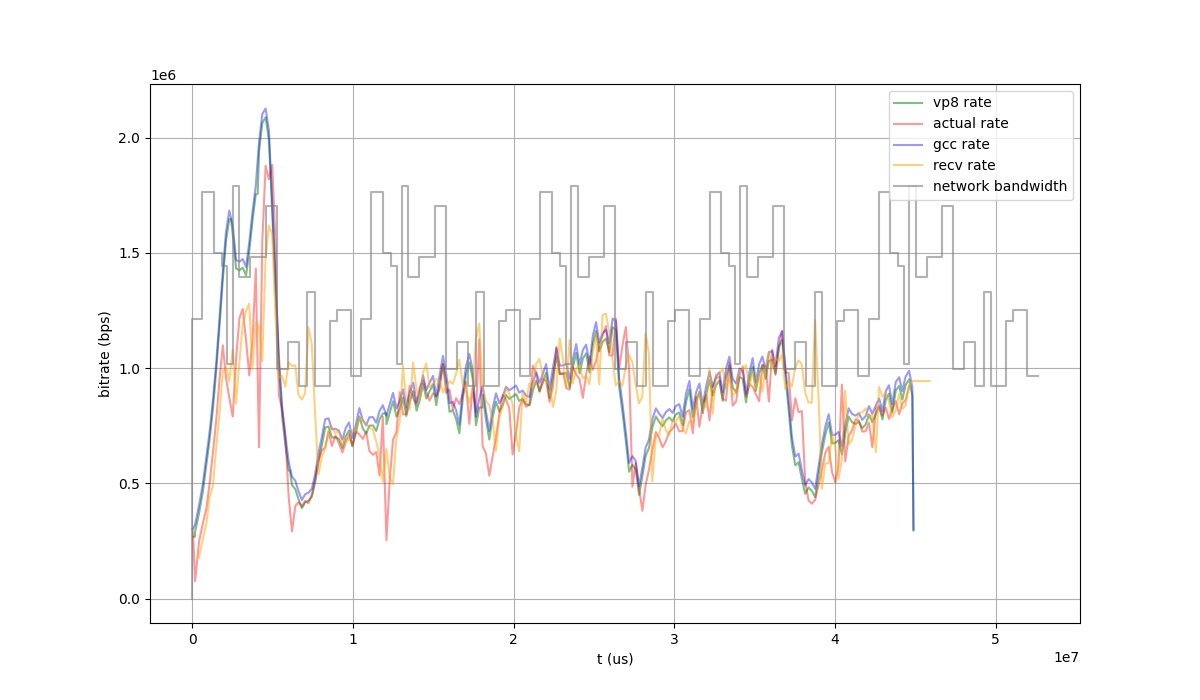 1e6
2.0
1.5
1.0
0.5
0.0
bitrate (bps)
vp8 rate
actual rate
gcc rate
recv rate
network bandwidth
0 1 2 3 4 5
t (us)
1e7